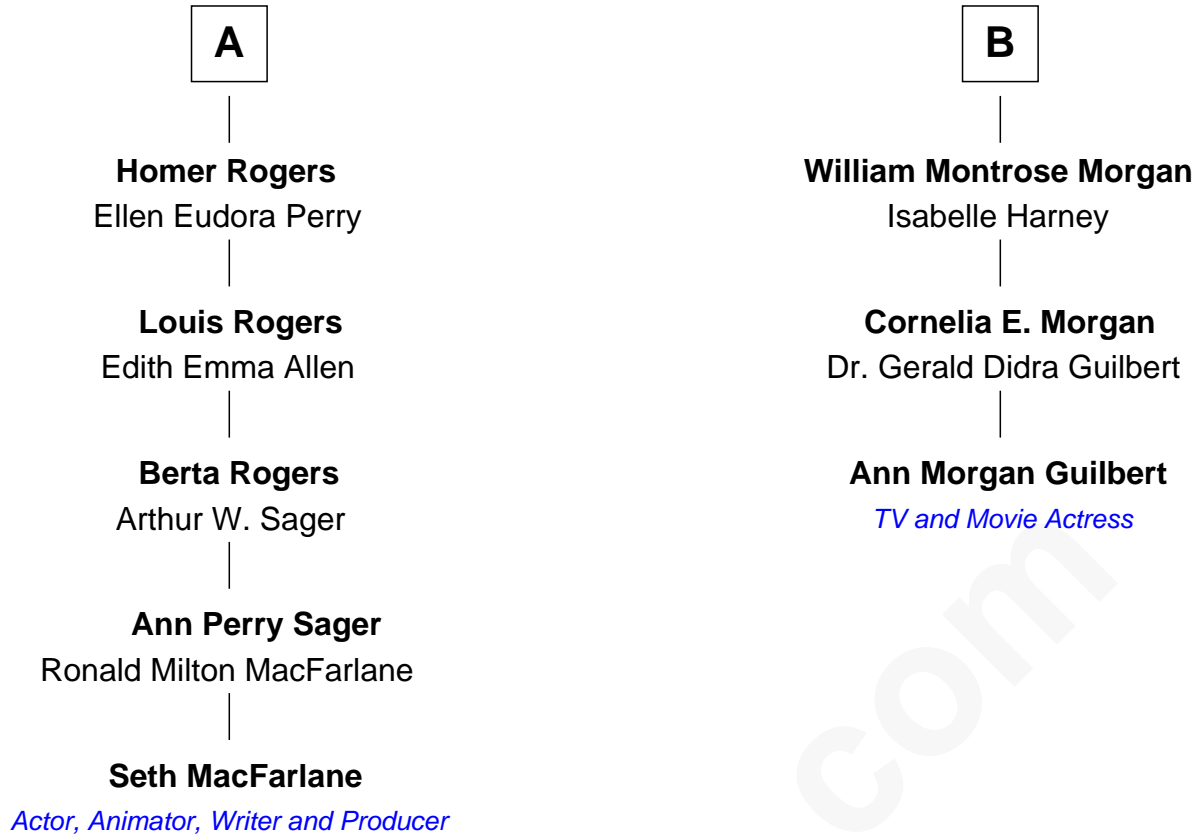 A
Homer Rogers
Ellen Eudora Perry
Louis Rogers
Edith Emma Allen
Berta Rogers
Arthur W. Sager
Ann Perry Sager
Ronald Milton MacFarlane
Seth MacFarlane
Actor, Animator, Writer and Producer
B
William Montrose Morgan
Isabelle Harney
Cornelia E. Morgan
Dr. Gerald Didra Guilbert
Ann Morgan Guilbert
TV and Movie Actress
com